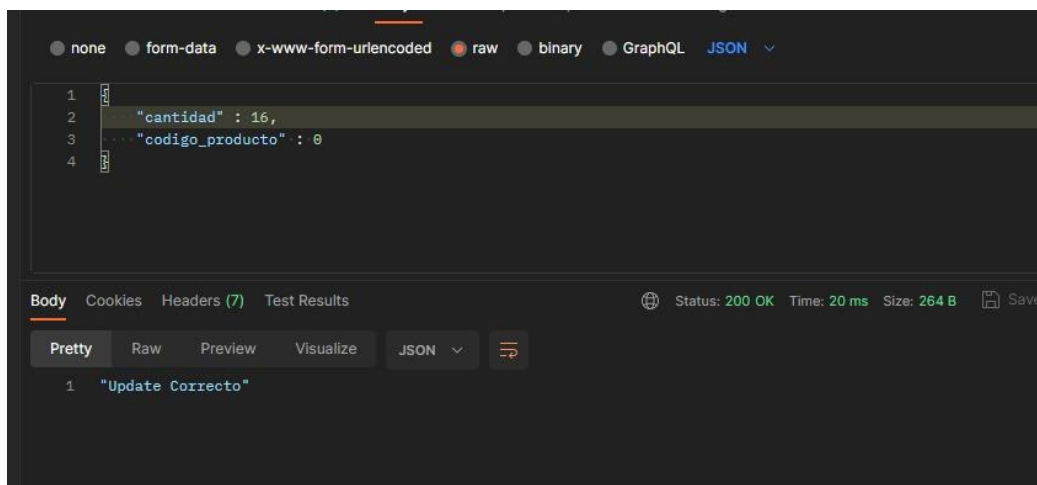 none form-data x-www-form-urlencoded raw binary GraphQL JSON
1 {
2 "cantidad" : 16,
3 "codigo_producto" : 0
4 }
Body Cookies Headers (7) Test Results Status: 200 OK Time: 20 ms Size: 264 B Save
Pretty Raw Preview Visualize JSON
1 "Update Correcto"